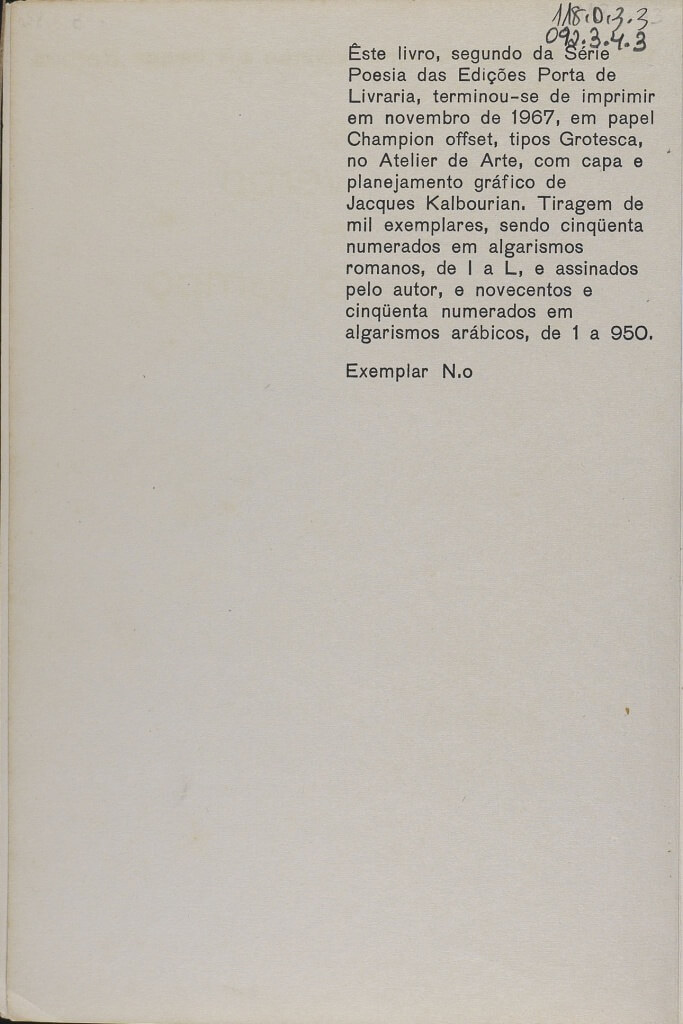 118.0.3.3
092.3.4.3
Êste livro, segundo da Série
Poesia das Edições Porta de
Livraria, terminou-se de imprimir
em novembro de 1967, em papel
Champion offset, tipos Grotesca,
no Atelier de Arte, com capa e
planejamento gráfico de
Jacques Kalbourian. Tiragem de
mil exemplares, sendo cinqüenta
numerados em algarismos
romanos, de I a L, e assinados
pelo autor, e novecentos e
cinqüenta numerados em
algarismos arábicos, de 1 a 950.
Exemplar N.o